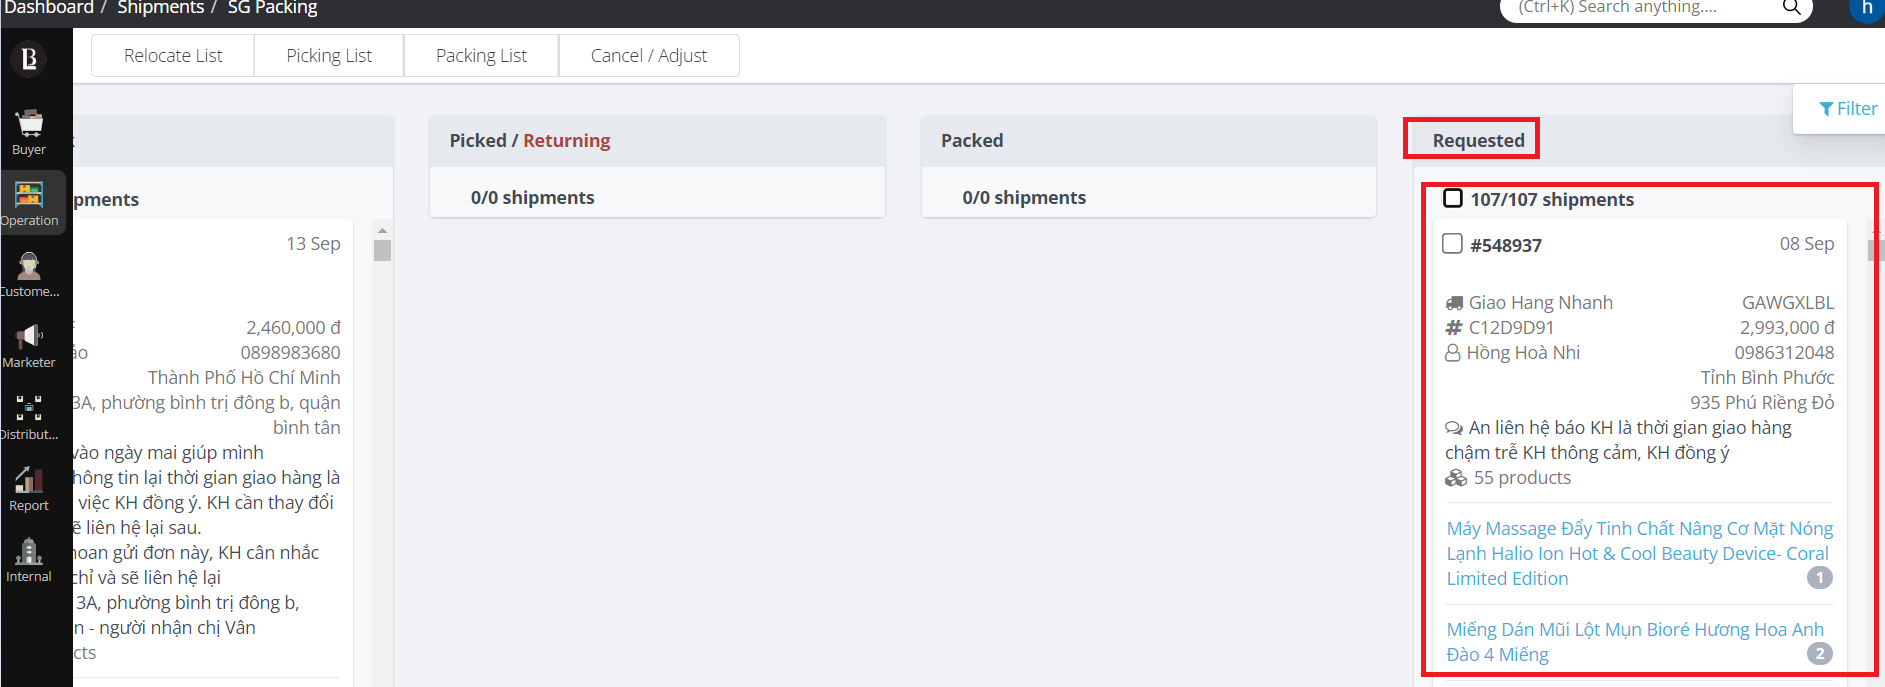 Dashboard / Shipments / SG Packing
(Ctrl+K) Search anything....
h
Relocate List
Picking List
Packing List
Cancel / Adjust
Filter
B
Buyer
Operation
Custome...
Marketer
Distribut...
Report
Internal
pments
13 Sep
2,460,000 đ
ảo
0898983680
Thành Phố Hồ Chí Minh
3A, phường bình trị đông b, quận
bình tân
vào ngày mai giúp mình
hông tin lại thời gian giao hàng là
việc KH đồng ý. KH cần thay đổi
ẽ liên hệ lại sau.
hoan gửi đơn này, KH cân nhắc
chỉ và sẽ liên hệ lại
3A, phường bình trị đông b,
n - người nhận chị Vân
cts
Picked / Returning
0/0 shipments
Packed
0/0 shipments
Requested
107/107 shipments
#548937
08 Sep
Giao Hang Nhanh
GAWGXLBL
# C12D9D91
2,993,000 đ
Hồng Hoà Nhi
0986312048
Tỉnh Bình Phước
935 Phú Riềng Đỏ
An liên hệ báo KH là thời gian giao hàng
chậm trễ KH thông cảm, KH đồng ý
55 products
Máy Massage Đẩy Tinh Chất Nâng Cơ Mặt Nóng
Lạnh Halio Ion Hot & Cool Beauty Device- Coral
Limited Edition
1
Miếng Dán Mũi Lột Mụn Bioré Hương Hoa Anh
Đào 4 Miếng
2